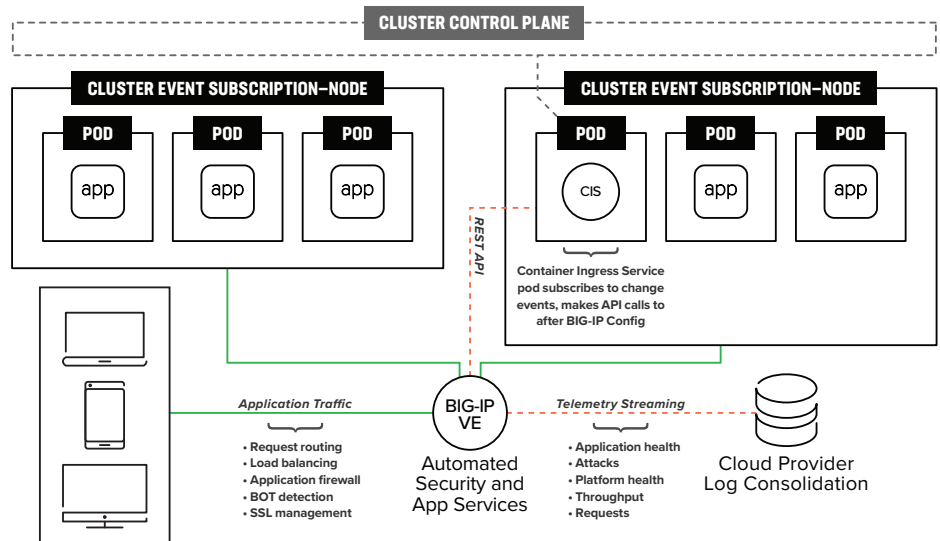 CLUSTER CONTROL PLANE
CLUSTER EVENT SUBSCRIPTION–NODE
POD
POD
POD
app
app
app
CLUSTER EVENT SUBSCRIPTION–NODE
POD
POD
POD
CIS
app
app
REST API
Container Ingress Service
pod subscribes to change
events, makes API calls to
after BIG-IP Config
Application Traffic
• Request routing
• Load balancing
• Application firewall
• BOT detection
• SSL management
BIG-IP
VE
Automated
Security and
App Services
Telemetry Streaming
• Application health
• Attacks
• Platform health
• Throughput
• Requests
Cloud Provider
Log Consolidation